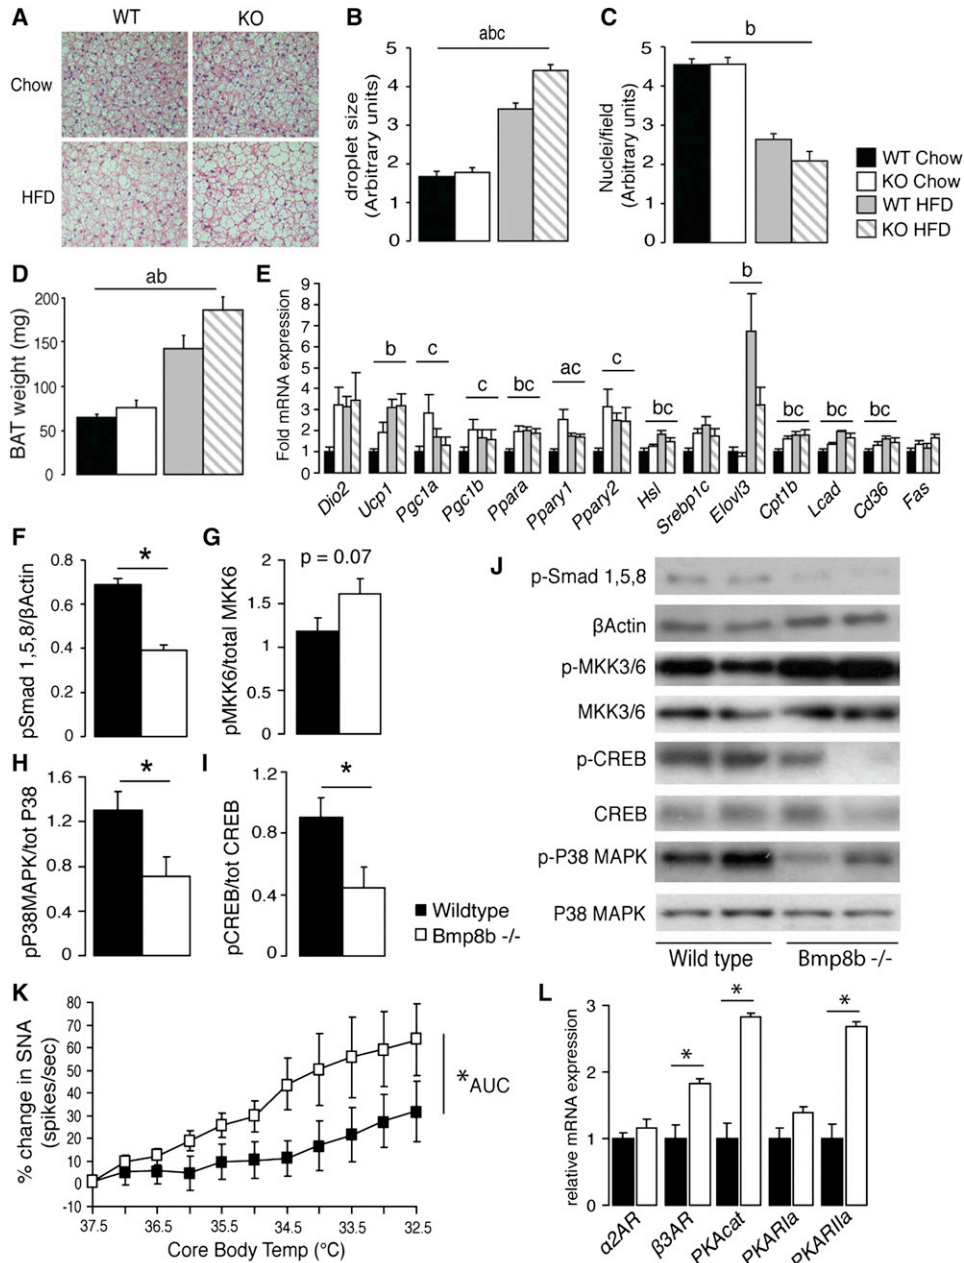 A
WT
KO
Chow
HFD
B
abc
droplet size
(Arbitrary units)
5
4
3
2
1
0
C
b
Nuclei/field
(Arbitrary units)
5
4
3
2
1
0
WT Chow
KO Chow
WT HFD
KO HFD
D
ab
BAT weight (mg)
200
150
100
50
0
E
Fold mRNA expression
9
8
7
6
5
4
3
2
1
0
b
c
c
bc
ac
c
bc
b
bc
bc
bc
Dio2
Ucp1
Pgc1a
Pgc1b
Ppara
Ppary1
Ppary2
Hsl
Srebp1c
Elovl3
Cpt1b
Lcad
Cd36
Fas
F
pSmad 1,5,8/βActin
0.8
0.6
0.4
0.2
0
*
G
p = 0.07
pMKK6/total MKK6
2
1.5
1
0.5
0
H
pP38MAPK/tot P38
1.6
1.2
0.8
0.4
0
*
I
pCREB/tot CREB
1.2
0.8
0.4
0
*
Wildtype
Bmp8b -/-
J
p-Smad 1,5,8
βActin
p-MKK3/6
MKK3/6
p-CREB
CREB
p-P38 MAPK
P38 MAPK
Wild type
Bmp8b -/-
K
% change in SNA
(spikes/sec)
80
70
60
50
40
30
20
10
0
-10
*AUC
37.5
36.5
35.5
34.5
33.5
32.5
Core Body Temp (°C)
L
relative mRNA expression
3
2
1
0
*
*
*
α2AR
β3AR
PKAcat
PKARIa
PKARIIa